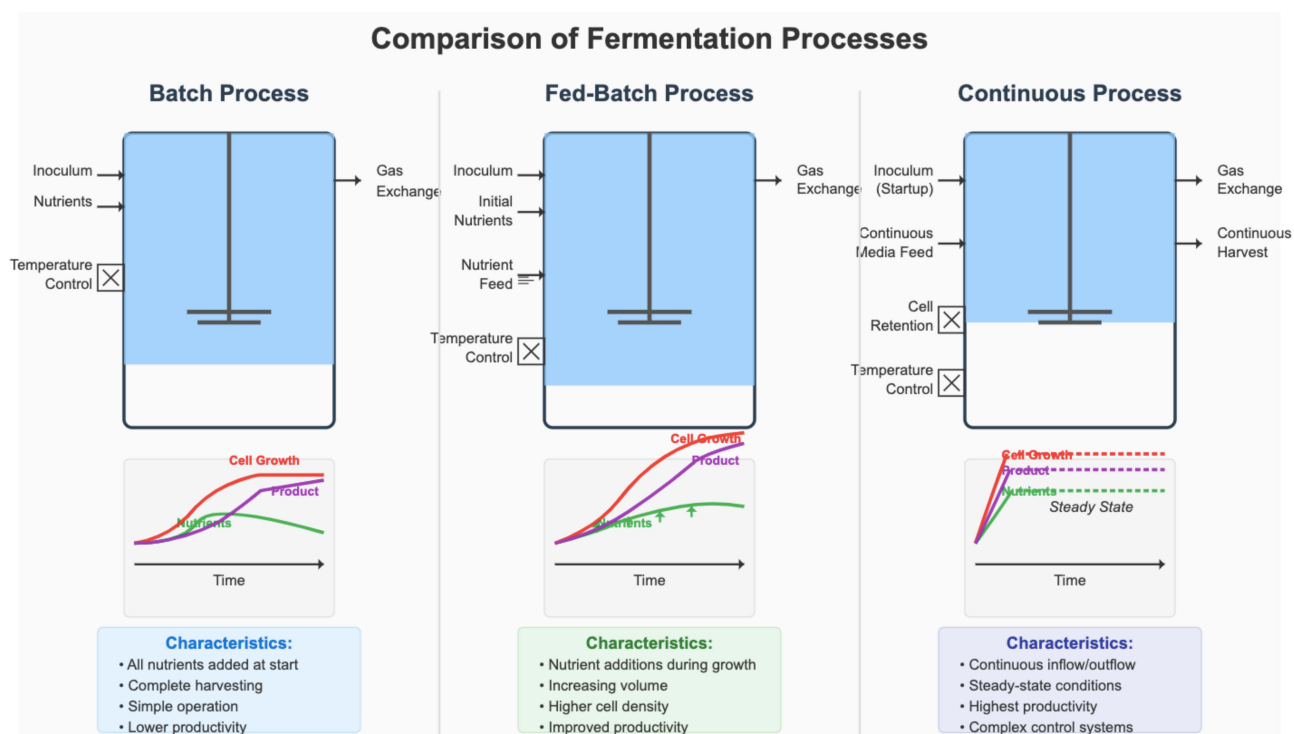 Comparison of Fermentation Processes
Batch Process
Inoculum
Nutrients
Temperature
Control
Gas
Exchange
Cell Growth
Product
Nutrients
Time
Characteristics:
• All nutrients added at start
• Complete harvesting
• Simple operation
• Lower productivity
Fed-Batch Process
Inoculum
Initial
Nutrients
Nutrient
Feed
Temperature
Control
Gas
Exchange
Cell Growth
Product
Nutrients
Time
Characteristics:
• Nutrient additions during growth
• Increasing volume
• Higher cell density
• Improved productivity
Continuous Process
Inoculum
(Startup)
Continuous
Media Feed
Cell
Retention
Temperature
Control
Gas
Exchange
Continuous
Harvest
Cell Growth
Product
Nutrients
Steady State
Time
Characteristics:
• Continuous inflow/outflow
• Steady-state conditions
• Highest productivity
• Complex control systems